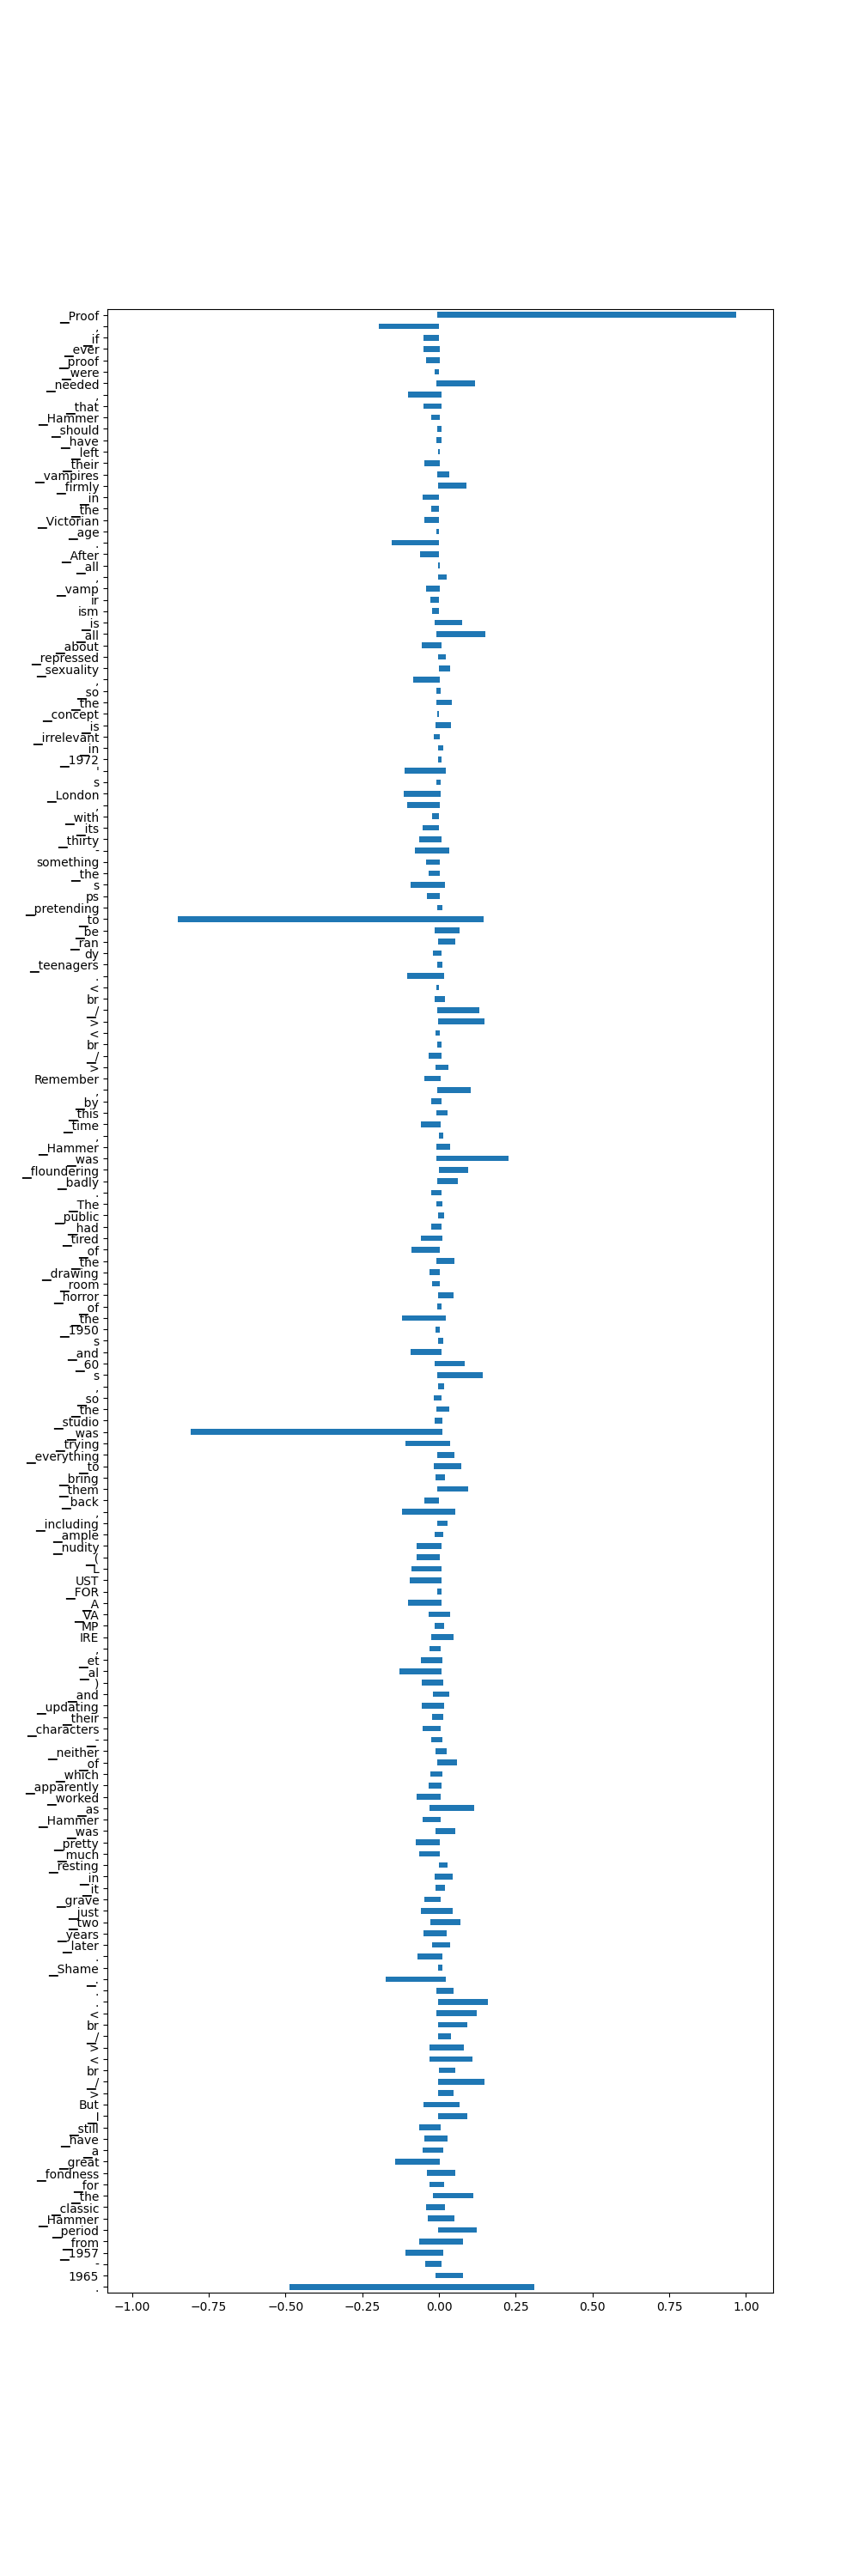 _Proof
,
_if
_ever
_proof
_were
_needed
,
_that
_Hammer
_should
_have
_left
_their
_vampires
_firmly
_in
_the
_Victorian
_age
.
_After
_all
,
_vamp
ir
ism
_is
_all
_about
_repressed
_sexuality
,
_so
_the
_concept
_is
_irrelevant
_in
_1972
'
s
_London
,
_with
_its
_thirty
-
something
_the
s
ps
_pretending
_to
_be
_ran
dy
_teenagers
.
<
br
_/
>
<
br
_/
>
Remember
,
_by
_this
_time
,
_Hammer
_was
_floundering
_badly
.
_The
_public
_had
_tired
_of
_the
_drawing
_room
_horror
_of
_the
_1950
s
_and
_60
s
,
_so
_the
_studio
_was
_trying
_everything
_to
_bring
_them
_back
,
_including
_ample
_nudity
_(
_L
UST
_FOR
_A
_VA
MP
IRE
,
_et
_al
)
_and
_updating
_their
_characters
_-
_neither
_of
_which
_apparently
_worked
_as
_Hammer
_was
_pretty
_much
_resting
_in
_it
_grave
_just
_two
_years
_later
.
_Shame
_.
.
.
<
br
_/
>
<
br
_/
>
But
_I
_still
_have
_a
_great
_fondness
_for
_the
_classic
_Hammer
_period
_from
_1957
-
1965
.
−1.00 −0.75 −0.50 −0.25 0.00 0.25 0.50 0.75 1.00